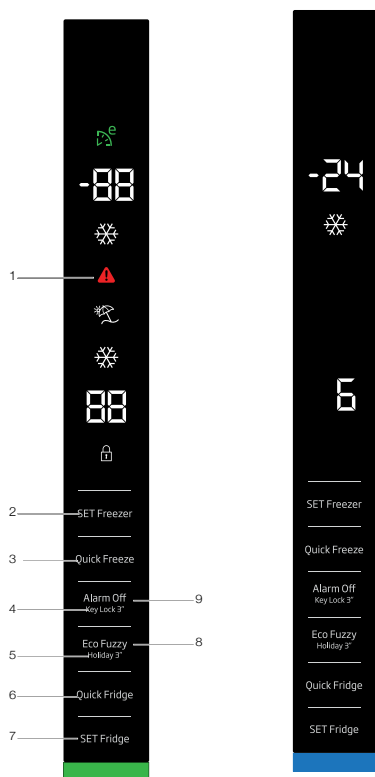 e
-88
1
88
2
SET Freezer
3
Quick Freeze
Alarm Off
9
4
Key Lock 3"
Eco Fuzzy
8
5
Holiday 3"
6
Quick Fridge
7
SET Fridge
-24
6
SET Freezer
Quick Freeze
Alarm Off
Key Lock 3"
Eco Fuzzy
Holiday 3"
Quick Fridge
SET Fridge